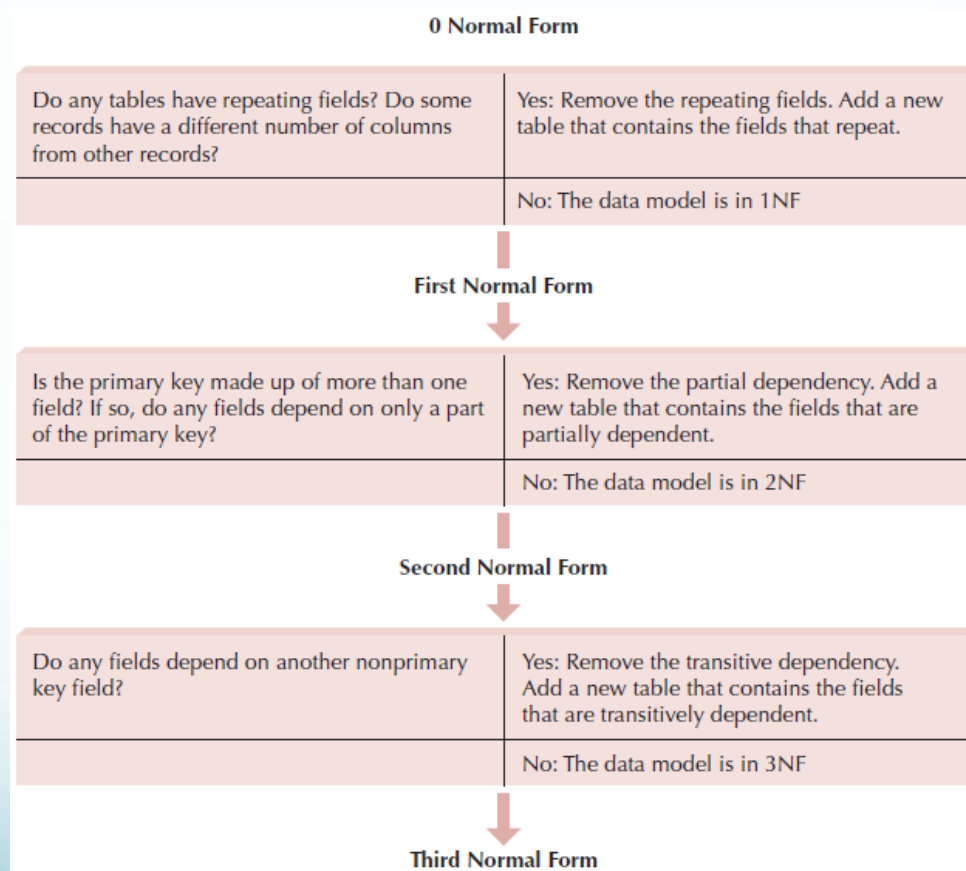 0 Normal Form
Do any tables have repeating fields? Do some
records have a different number of columns
from other records?
Yes: Remove the repeating fields. Add a new
table that contains the fields that repeat.
No: The data model is in 1NF
First Normal Form
Is the primary key made up of more than one
field? If so, do any fields depend on only a part
of the primary key?
Yes: Remove the partial dependency. Add a
new table that contains the fields that are
partially dependent.
No: The data model is in 2NF
Second Normal Form
Do any fields depend on another nonprimary
key field?
Yes: Remove the transitive dependency.
Add a new table that contains the fields
that are transitively dependent.
No: The data model is in 3NF
Third Normal Form